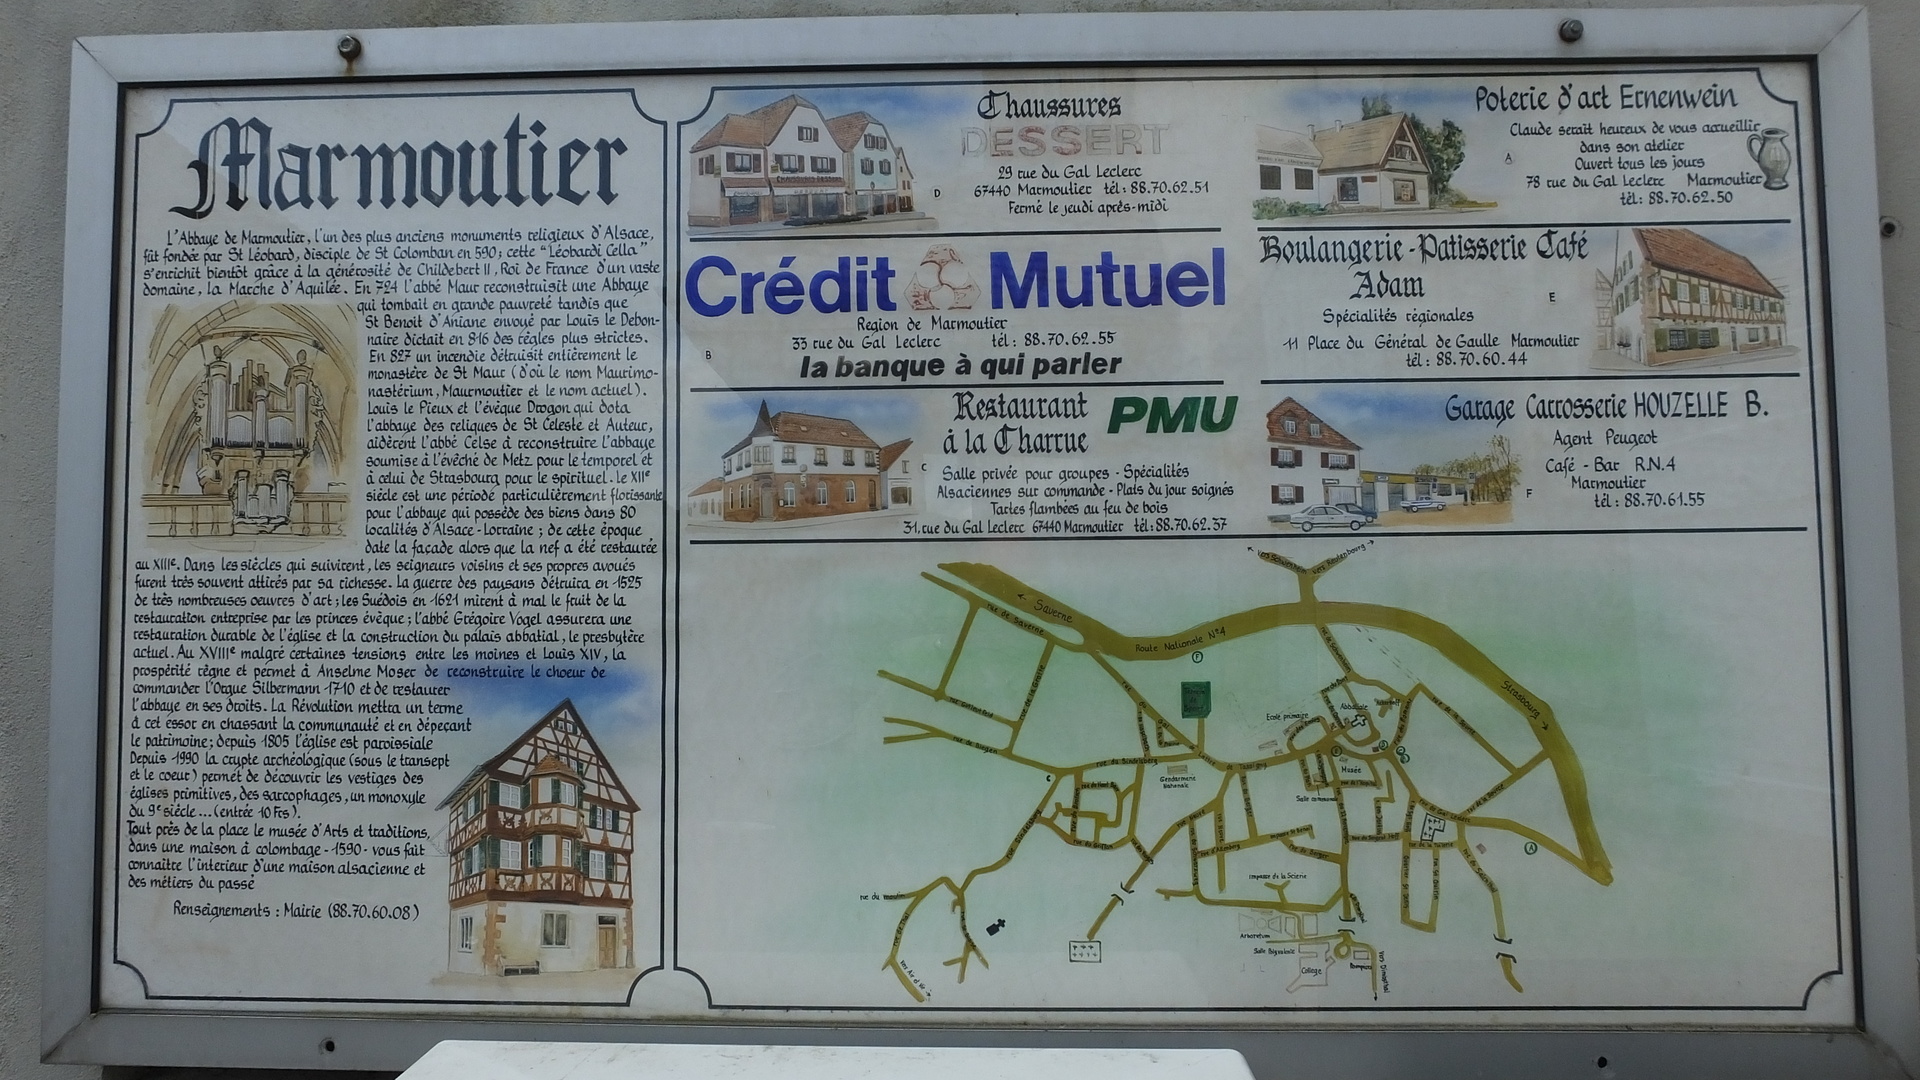 Marmoutier
L'Abbaye de Marmoutier, l'un des plus anciens monuments religieux d'Alsace,
fût fondée par St Léobard, disciple de St Colomban en 590; cette "Léobardi Cella"
s'enrichit bientôt grâce à la générosité de Childebert II, Roi de France d'un vaste
domaine, la Marche d'Aquilée. En 724 l'abbé Maur reconstruisit une Abbaye
qui tombait en grande pauvreté tandis que
St Benoit d'Aniane envoyé par Louis le Debon-
naire dictait en 816 des régles plus strictes.
En 827 un incendie détruisit entièrement le
monastère de St Maur (d'où le nom Maurimo-
nastérium, Maurmoutier et le nom actuel).
Louis le Pieux et l'évêque Drogon qui dota
l'abbaye des reliques de St Céleste et Auteur,
aidèrent l'abbé Celse à reconstruire l'abbaye
soumise à l'évêché de Metz pour le temporel et
à celui de Strasbourg pour le spirituel. le XIIe
siècle est une période particulièrement florissante
pour l'abbaye qui possède des biens dans 80
localités d'Alsace-Lorraine ; de cette époque
date la façade alors que la nef a été restaurée
au XIIIe. Dans les siècles qui suivirent, les seigneurs voisins et ses propres avoués
furent très souvent attirés par sa richesse. La guerre des paysans détruira en 1525
de très nombreuses oeuvres d'art ; les Suédois en 1621 mirent à mal le fruit de la
restauration entreprise par les princes évêque ; l'abbé Grégoire Vogel assurera une
restauration durable de l'église et la construction du palais abbatial, le presbytère
actuel. Au XVIIIe malgré certaines tensions entre les moines et Louis XIV, la
prospérité règne et permet à Anselme Moser de reconstruire le choeur de
commander l'Orgue Silbermann 1710 et de restaurer
l'abbaye en ses droits. La Révolution mettra un terme
à cet essor en chassant la communauté et en dépeçant
le patrimoine; depuis 1805 l'église est paroissiale
Depuis 1990 la crypte archéologique (sous le transept
et le coeur) permet de découvrir les vestiges des
églises primitives, des sarcophages, un monoxyle
du 9e siècle... (entrée 10 Frs).
Tout près de la place le musée d'Arts et traditions,
dans une maison à colombage - 1590 - vous fait
connaitre l'interieur d'une maison alsacienne et
des métiers du passé
Renseignements : Mairie (88.70.60.08)
Chaussures
DESSERT
29 rue du Gal Leclerc
67440 Marmoutier tél: 88.70.62.51
Fermé le jeudi après-midi
D
Poterie d'art Ernenwein
Claude serait heureux de vous accueillir
dans son atelier
Ouvert tous les jours
78 rue du Gal Leclerc Marmoutier
tél: 88.70.62.50
A
Crédit Mutuel
Region de Marmoutier
33 rue du Gal Leclerc tél: 88.70.62.55
B
la banque à qui parler
Boulangerie-Patisserie Café
Adam
E
Spécialités régionales
11 Place du Général de Gaulle Marmoutier
tél: 88.70.60.44
Restaurant
à la Charrue
PMU
C
Salle privée pour groupes - Spécialités
Alsaciennes sur commande - Plats du jour soignés
Tartes flambées au feu de bois
31, rue du Gal Leclerc 67440 Marmoutier tél: 88.70.62.37
Garage Carrosserie HOUZELLE B.
Agent Peugeot
Café - Bar R.N.4
Marmoutier
tél: 88.70.61.55
F
Saverne
rue de Saverne
Route Nationale N°4
F
Strasbourg
Ecole primaire
Abbatiale
rue du Sindelsberg
Gendarmerie
Nationale
Musée
A
impasse de la Scierie
rue du moulin
Arboretum
College